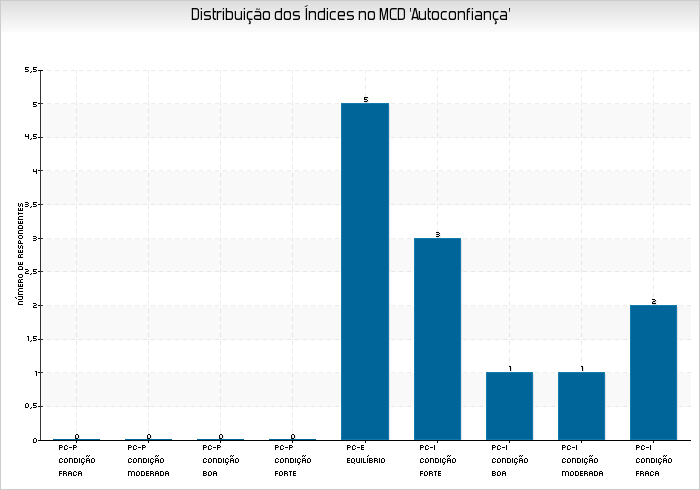 Distribuição dos Índices no MCD 'Autoconfiança'
NÚMERO DE RESPONDENTES
5,5
5
4,5
4
3,5
3
2,5
2
1,5
1
0,5
0
0 0 0 0 5 3 1 1 2
PC-P PC-P PC-P PC-P PC-E PC-I PC-I PC-I PC-I
CONDIÇÃO CONDIÇÃO CONDIÇÃO CONDIÇÃO EQUILÍBRIO CONDIÇÃO CONDIÇÃO CONDIÇÃO CONDIÇÃO
FRACA MODERADA BOA FORTE FORTE BOA MODERADA FRACA